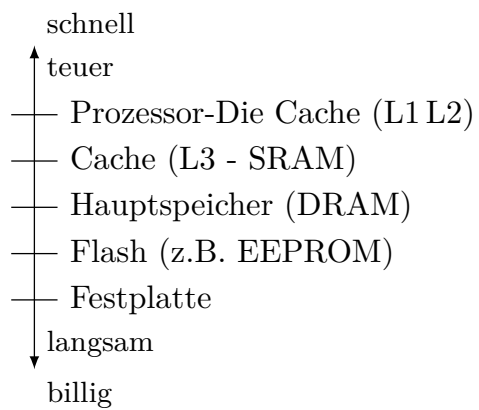 schnell
teuer
Prozessor-Die Cache (L1 L2)
Cache (L3 - SRAM)
Hauptspeicher (DRAM)
Flash (z.B. EEPROM)
Festplatte
langsam
billig